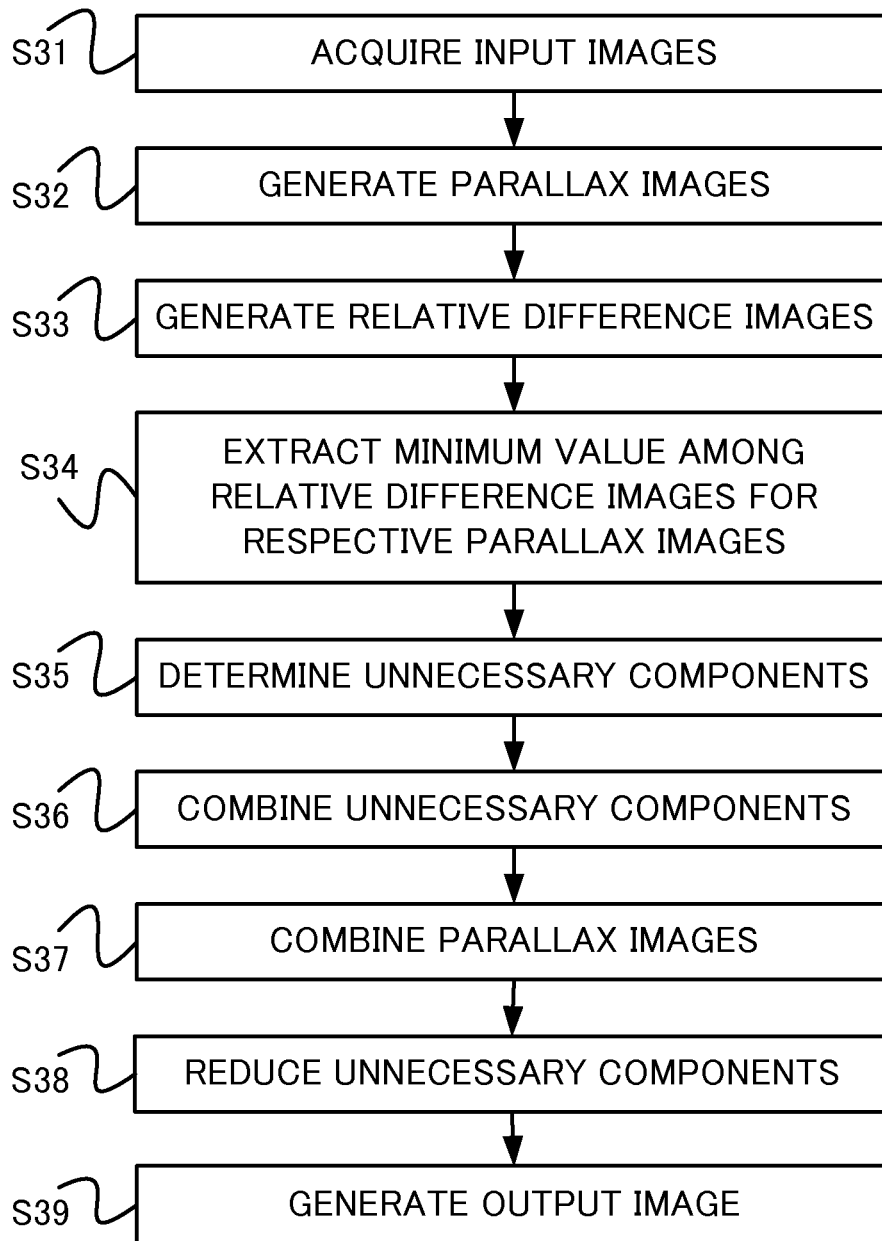 S31
ACQUIRE INPUT IMAGES
S32
GENERATE PARALLAX IMAGES
S33
GENERATE RELATIVE DIFFERENCE IMAGES
S34
EXTRACT MINIMUM VALUE AMONG
RELATIVE DIFFERENCE IMAGES FOR
RESPECTIVE PARALLAX IMAGES
S35
DETERMINE UNNECESSARY COMPONENTS
S36
COMBINE UNNECESSARY COMPONENTS
S37
COMBINE PARALLAX IMAGES
S38
REDUCE UNNECESSARY COMPONENTS
S39
GENERATE OUTPUT IMAGE